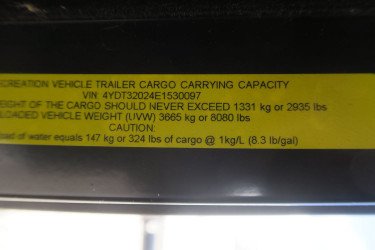 ECREATION VEHICLE TRAILER CARGO CARRYING CAPACITY
VIN: 4YDT32024E1530097
EIGHT OF THE CARGO SHOULD NEVER EXCEED 1331 kg or 2935 lbs
LOADED VEHICLE WEIGHT (UVW) 3665 kg or 8080 lbs
CAUTION:
oad of water equals 147 kg or 324 lbs of cargo @ 1kg/L (8.3 lb/gal)